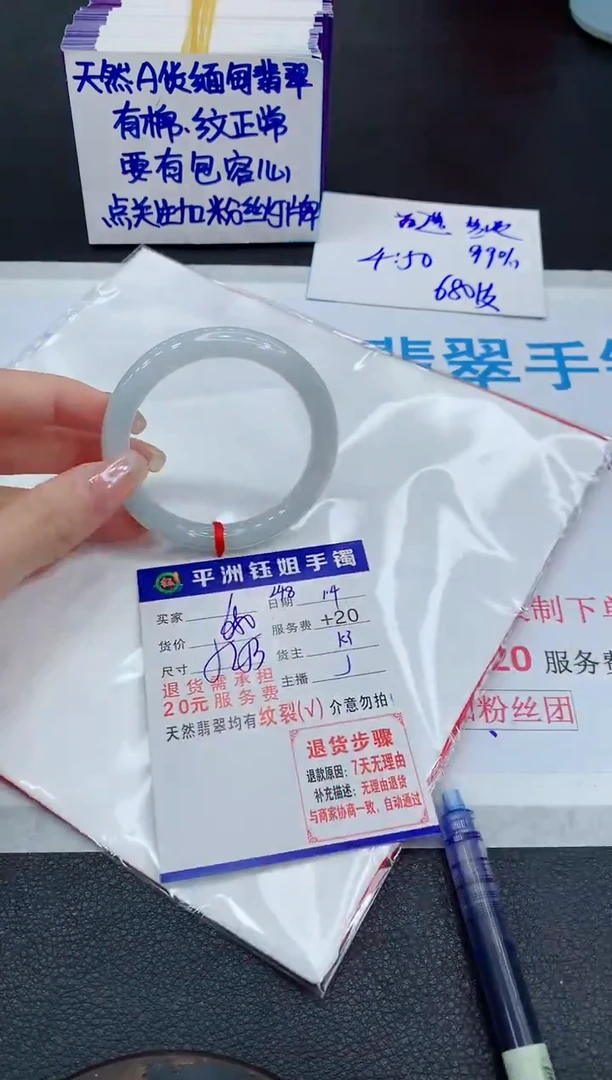 天然A货缅甸翡翠
有棉、纹正常
要有包容心
点关注加粉丝灯牌
4:50 99%
680
翡翠手镯
平洲钰姐手镯
买家 日期 14
货价 服务费 +20
尺寸 货主
主播
退货需承担
20元服务费
天然翡翠均有纹裂(√)介意勿拍!
退货步骤
退款原因：7天无理由
补充描述：无理由退货
与商家协商一致，自动通过
制下单
20 服务费
粉丝团